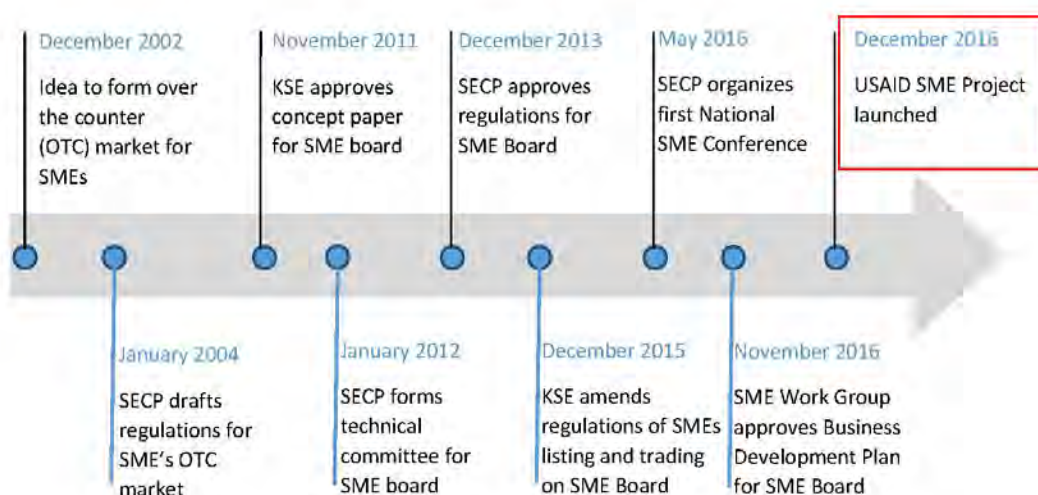 December 2002
Idea to form over
the counter
(OTC) market for
SMEs
November 2011
KSE approves
concept paper
for SME board
December 2013
SECP approves
regulations for
SME Board
May 2016
SECP organizes
first National
SME Conference
December 2016
USAID SME Project
launched
January 2004
SECP drafts
regulations for
SME's OTC
market
January 2012
SECP forms
technical
committee for
SME board
December 2015
KSE amends
regulations of SMEs
listing and trading
on SME Board
November 2016
SME Work Group
approves Business
Development Plan
for SME Board